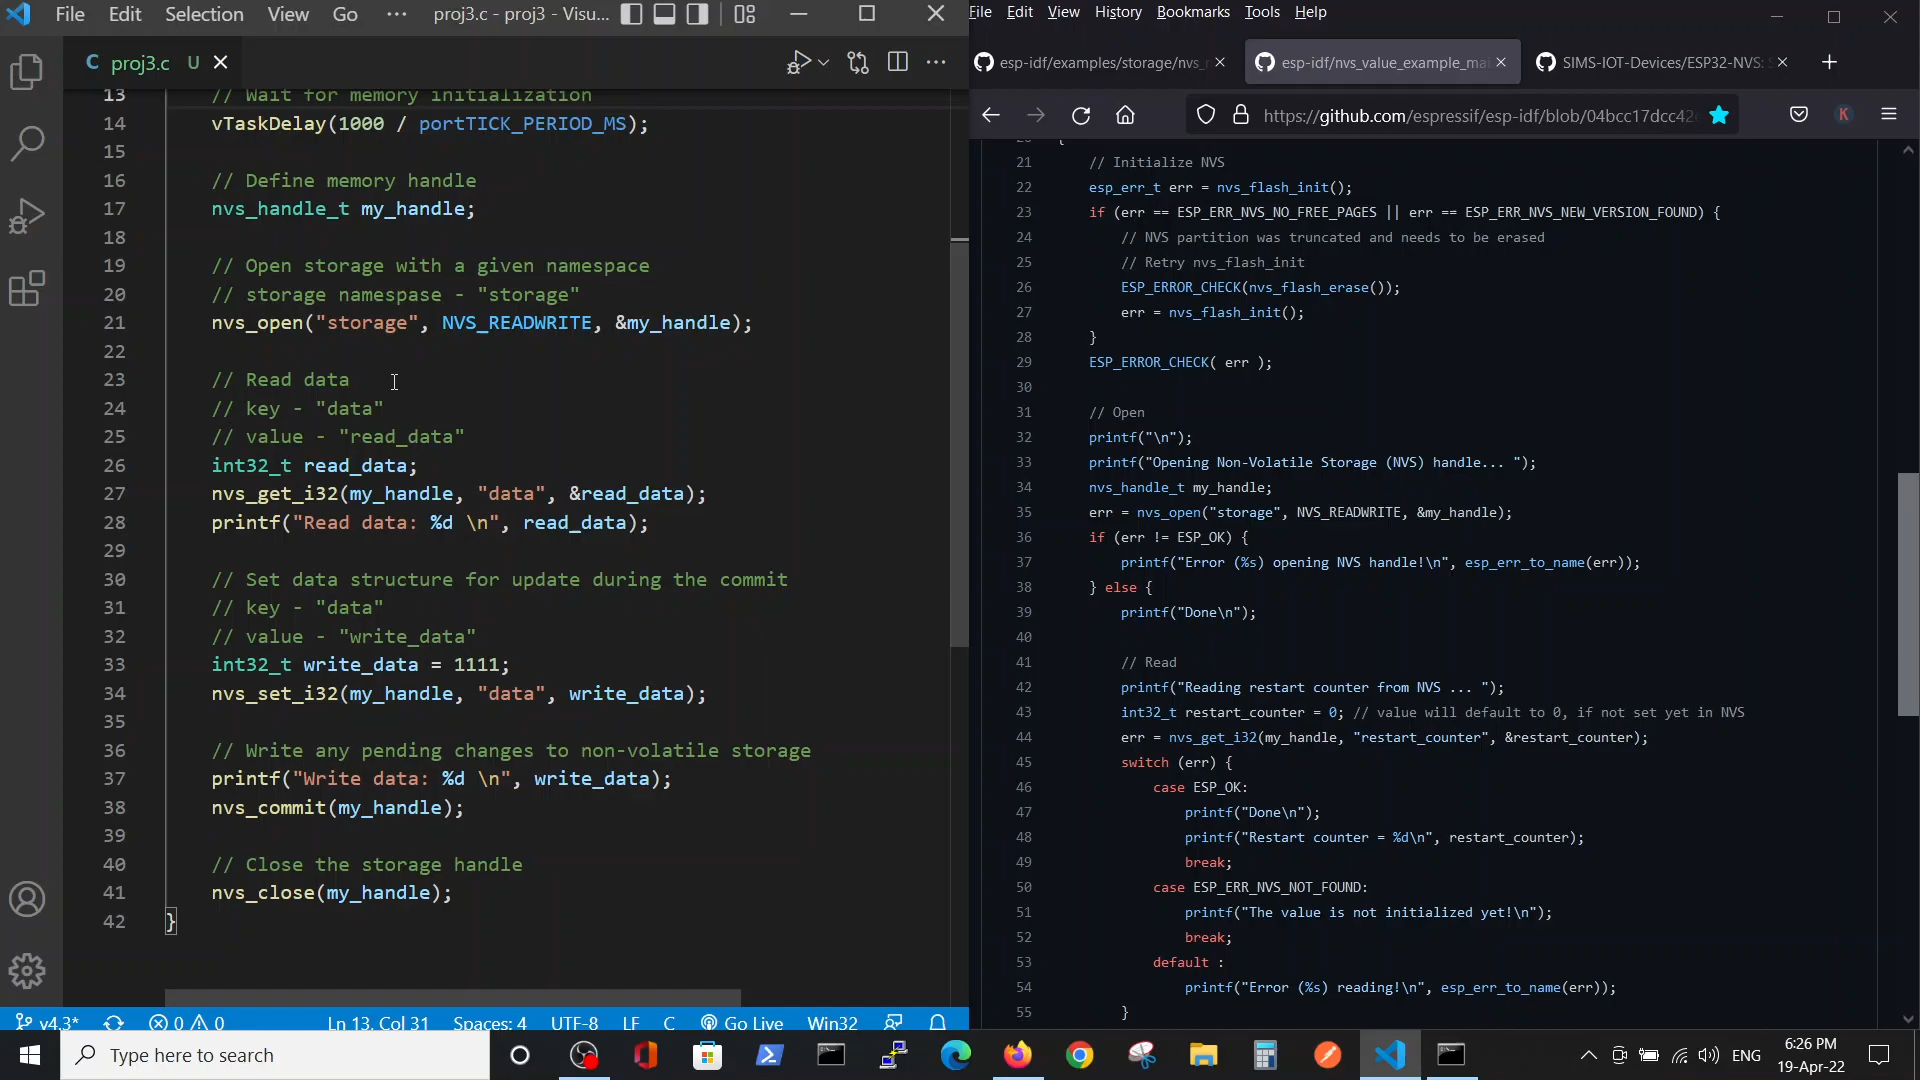 File Edit Selection View Go ··· proj3.c - proj3 - Visu...
C proj3.c U
13 // Wait for memory initialization
14 vTaskDelay(1000 / portTICK_PERIOD_MS);
15
16 // Define memory handle
17 nvs_handle_t my_handle;
18
19 // Open storage with a given namespace
20 // storage namespase - "storage"
21 nvs_open("storage", NVS_READWRITE, &my_handle);
22
23 // Read data
24 // key - "data"
25 // value - "read_data"
26 int32_t read_data;
27 nvs_get_i32(my_handle, "data", &read_data);
28 printf("Read data: %d \n", read_data);
29
30 // Set data structure for update during the commit
31 // key - "data"
32 // value - "write_data"
33 int32_t write_data = 1111;
34 nvs_set_i32(my_handle, "data", write_data);
35
36 // Write any pending changes to non-volatile storage
37 printf("Write data: %d \n", write_data);
38 nvs_commit(my_handle);
39
40 // Close the storage handle
41 nvs_close(my_handle);
42 }
v4.3* 0 0 Ln 13, Col 31 Spaces: 4 UTF-8 LF C Go Live Win32
File Edit View History Bookmarks Tools Help
esp-idf/examples/storage/nvs_ esp-idf/nvs_value_example_mai SIMS-IOT-Devices/ESP32-NVS:
https://github.com/espressif/esp-idf/blob/04bcc17dcc42
K
21 // Initialize NVS
22 esp_err_t err = nvs_flash_init();
23 if (err == ESP_ERR_NVS_NO_FREE_PAGES || err == ESP_ERR_NVS_NEW_VERSION_FOUND) {
24 // NVS partition was truncated and needs to be erased
25 // Retry nvs_flash_init
26 ESP_ERROR_CHECK(nvs_flash_erase());
27 err = nvs_flash_init();
28 }
29 ESP_ERROR_CHECK( err );
30
31 // Open
32 printf("\n");
33 printf("Opening Non-Volatile Storage (NVS) handle... ");
34 nvs_handle_t my_handle;
35 err = nvs_open("storage", NVS_READWRITE, &my_handle);
36 if (err != ESP_OK) {
37 printf("Error (%s) opening NVS handle!\n", esp_err_to_name(err));
38 } else {
39 printf("Done\n");
40
41 // Read
42 printf("Reading restart counter from NVS ... ");
43 int32_t restart_counter = 0; // value will default to 0, if not set yet in NVS
44 err = nvs_get_i32(my_handle, "restart_counter", &restart_counter);
45 switch (err) {
46 case ESP_OK:
47 printf("Done\n");
48 printf("Restart counter = %d\n", restart_counter);
49 break;
50 case ESP_ERR_NVS_NOT_FOUND:
51 printf("The value is not initialized yet!\n");
52 break;
53 default :
54 printf("Error (%s) reading!\n", esp_err_to_name(err));
55 }
Type here to search
ENG
6:26 PM
19-Apr-22